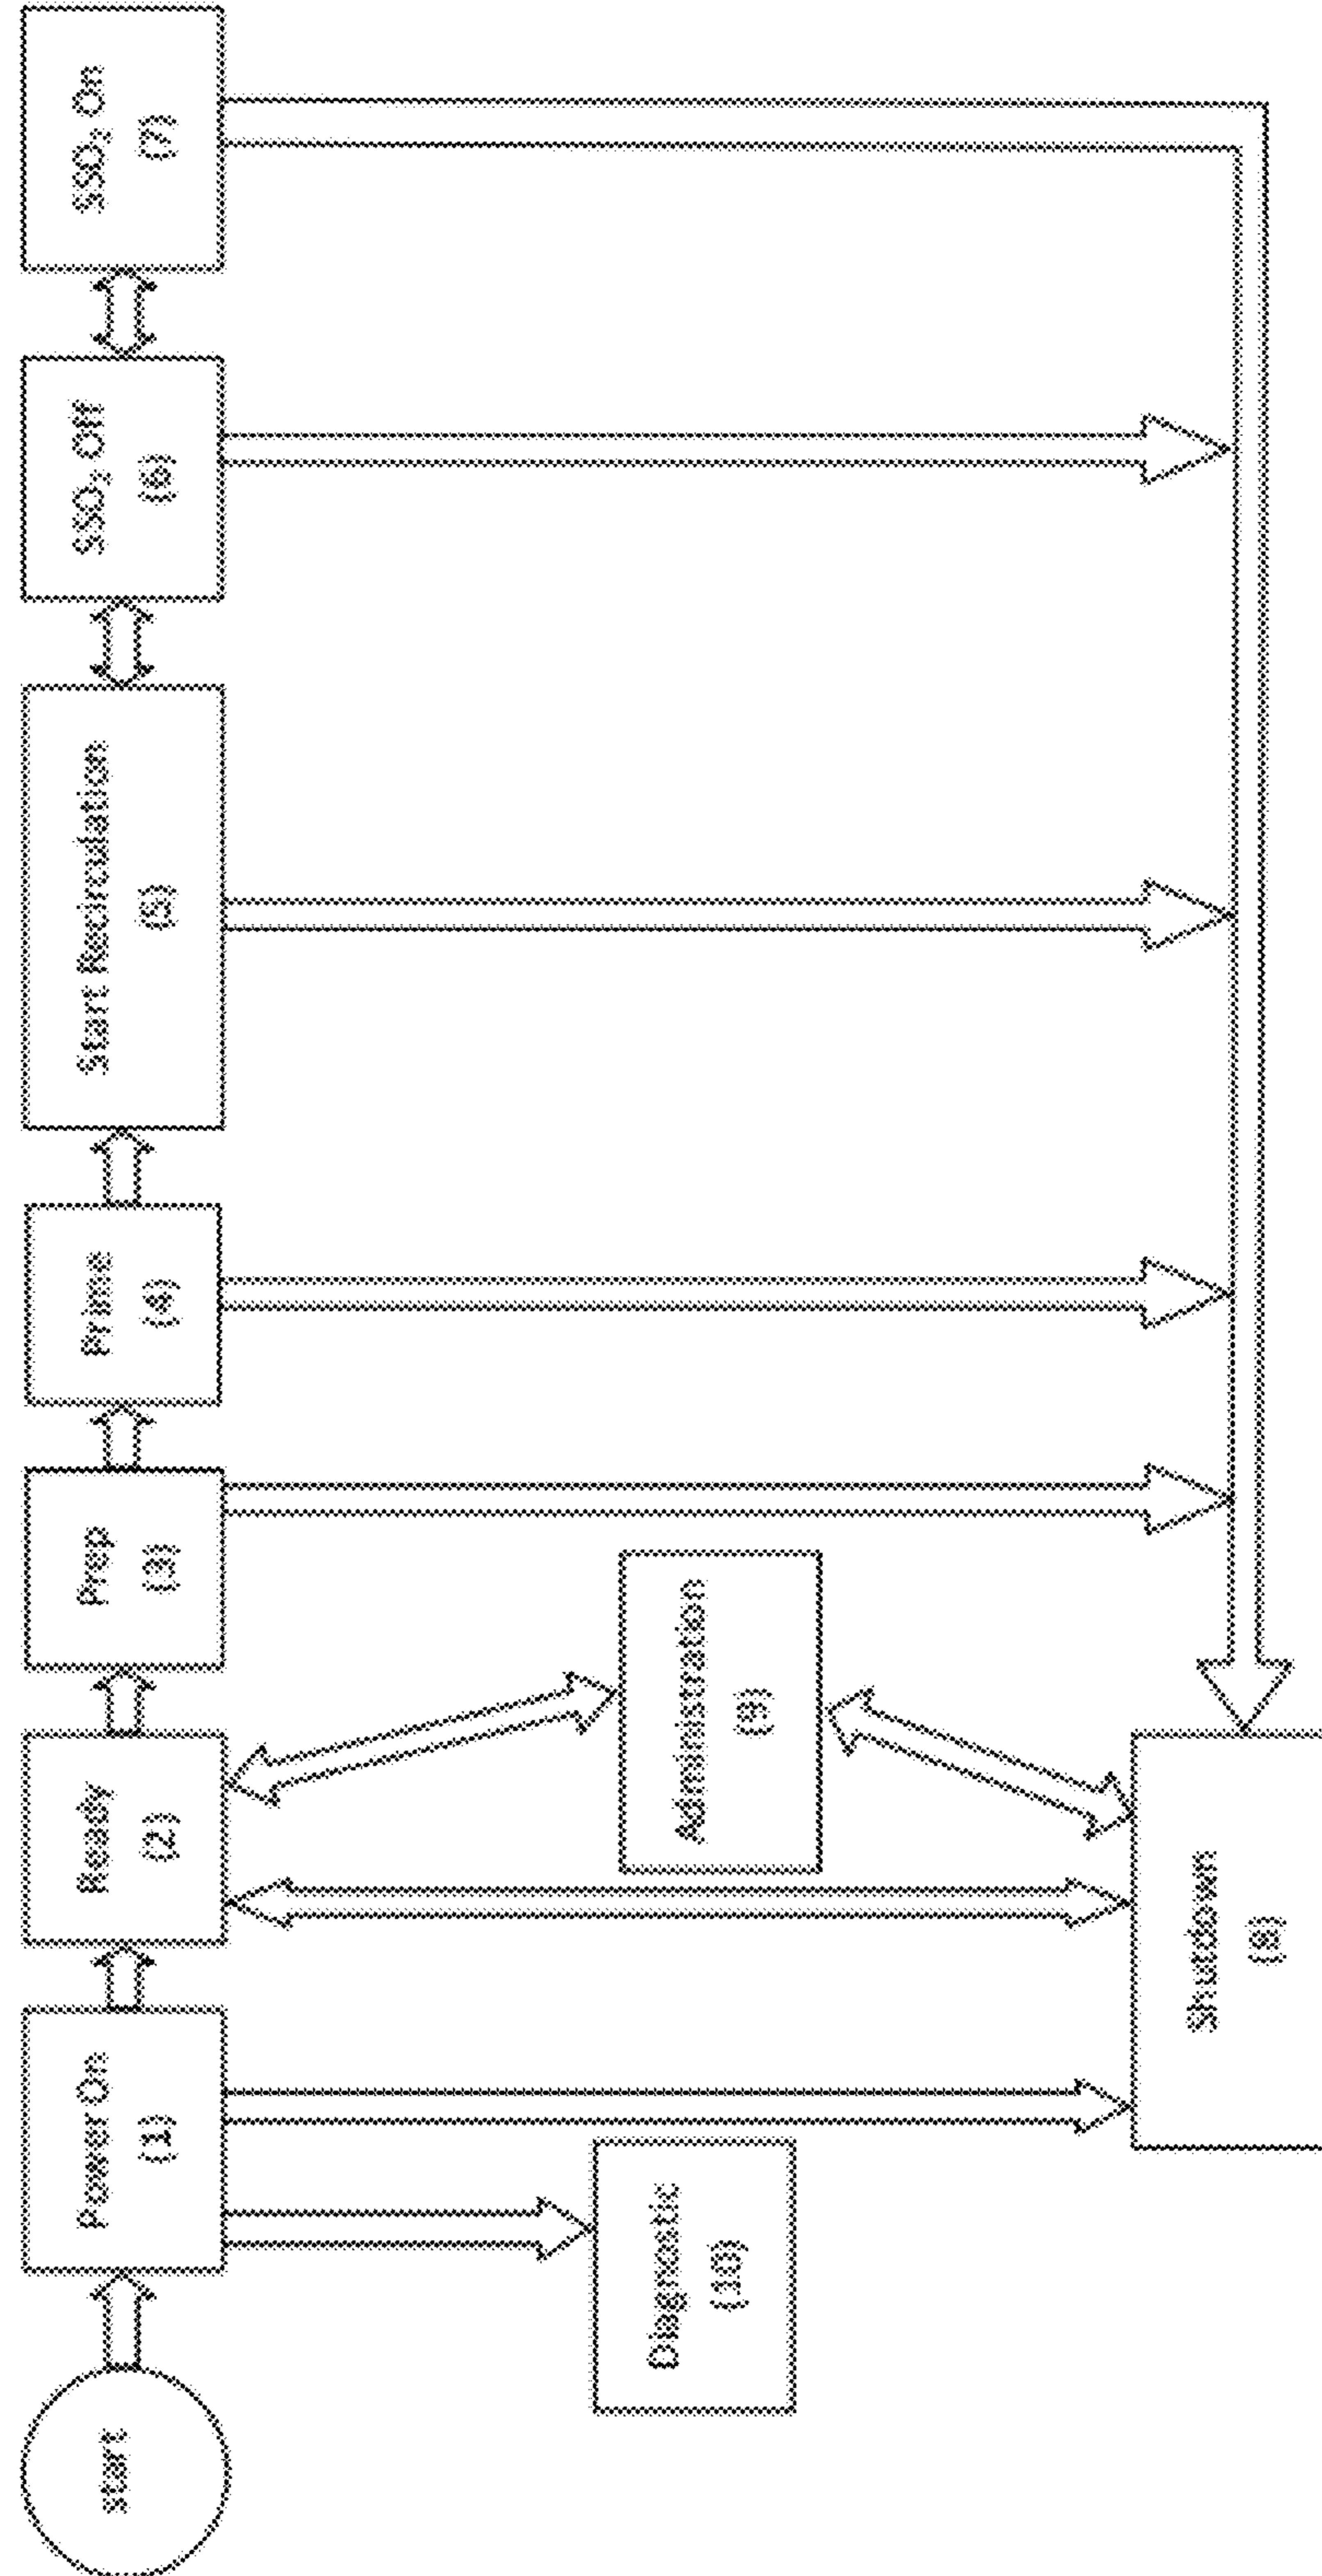 start
Power On
(1)
Ready
(2)
Prep
(3)
Prime
(4)
Start Recirculation
(5)
SSO₂ Off
(6)
SSO₂ On
(7)
Diagnostic
(10)
Administration
(9)
Shutdown
(8)